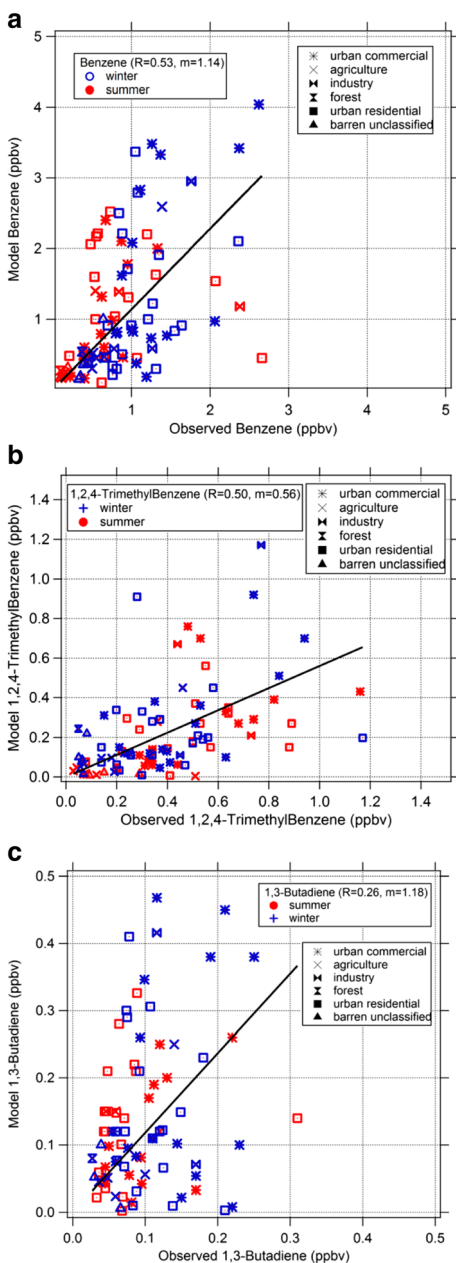 a
Benzene (R=0.53, m=1.14)
winter
summer
urban commercial
agriculture
industry
forest
urban residential
barren unclassified
5
4
3
2
1
1
2
3
4
5
Model Benzene (ppbv)
Observed Benzene (ppbv)
b
1,2,4-TrimethylBenzene (R=0.50, m=0.56)
winter
summer
urban commercial
agriculture
industry
forest
urban residential
barren unclassified
1.4
1.2
1.0
0.8
0.6
0.4
0.2
0.0
0.0
0.2
0.4
0.6
0.8
1.0
1.2
1.4
Model 1,2,4-TrimethylBenzene (ppbv)
Observed 1,2,4-TrimethylBenzene (ppbv)
c
1,3-Butadiene (R=0.26, m=1.18)
summer
winter
urban commercial
agriculture
industry
forest
urban residential
barren unclassified
0.5
0.4
0.3
0.2
0.1
0.0
0.0
0.1
0.2
0.3
0.4
0.5
Model 1,3-Butadiene (ppbv)
Observed 1,3-Butadiene (ppbv)